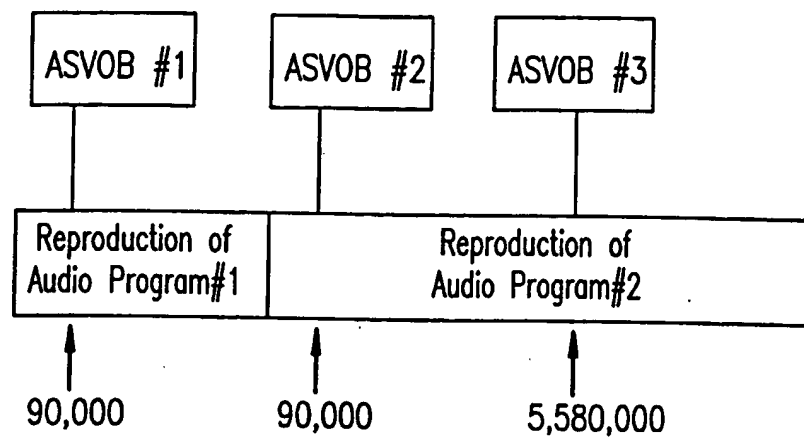 ASVOB #1
ASVOB #2
ASVOB #3
Reproduction of
Audio Program#1
Reproduction of
Audio Program#2
90,000
90,000
5,580,000